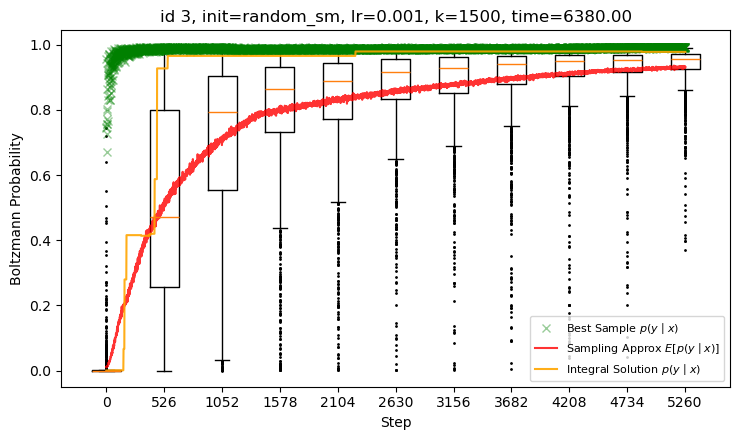 id 3, init=random_sm, lr=0.001, k=1500, time=6380.00
Boltzmann Probability
1.0
0.8
0.6
0.4
0.2
0.0
Best Sample p(y | x)
Sampling Approx E[p(y | x)]
Integral Solution p(y | x)
0 526 1052 1578 2104 2630 3156 3682 4208 4734 5260
Step